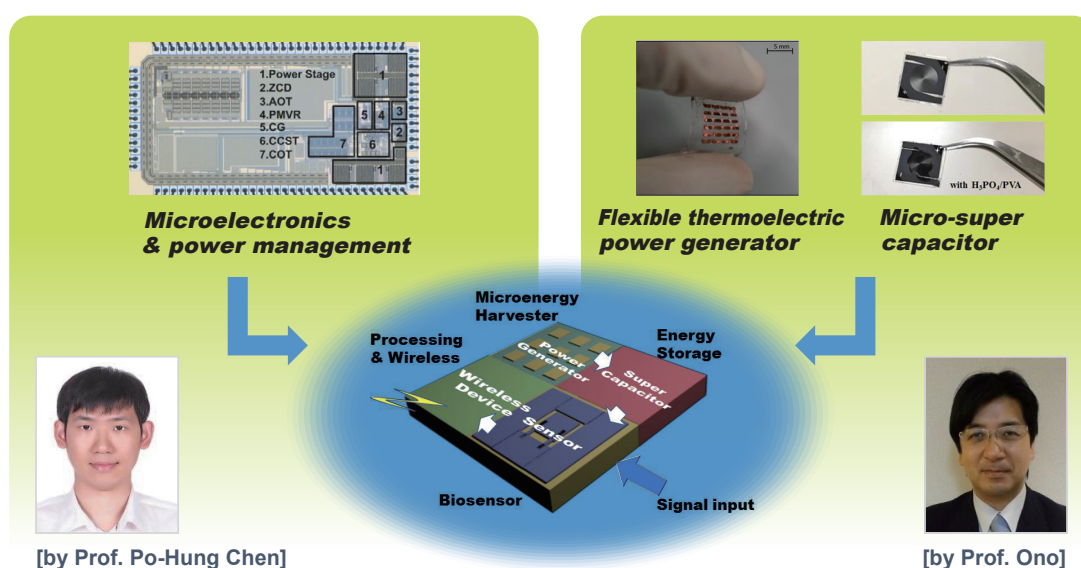 1.Power Stage
2.ZCD
3.AOT
4.PMVR
5.CG
6.CCST
7.COT
1
5
4
3
2
7
6
1
5 mm
with H₃PO₄/PVA
Microelectronics
& power management
Flexible thermoelectric
power generator
Micro-super
capacitor
Microenergy
Harvester
Processing
& Wireless
Energy
Storage
Power
Generator
Super
Capacitor
Wireless
Device
Sensor
Biosensor
Signal input
[by Prof. Po-Hung Chen]
[by Prof. Ono]